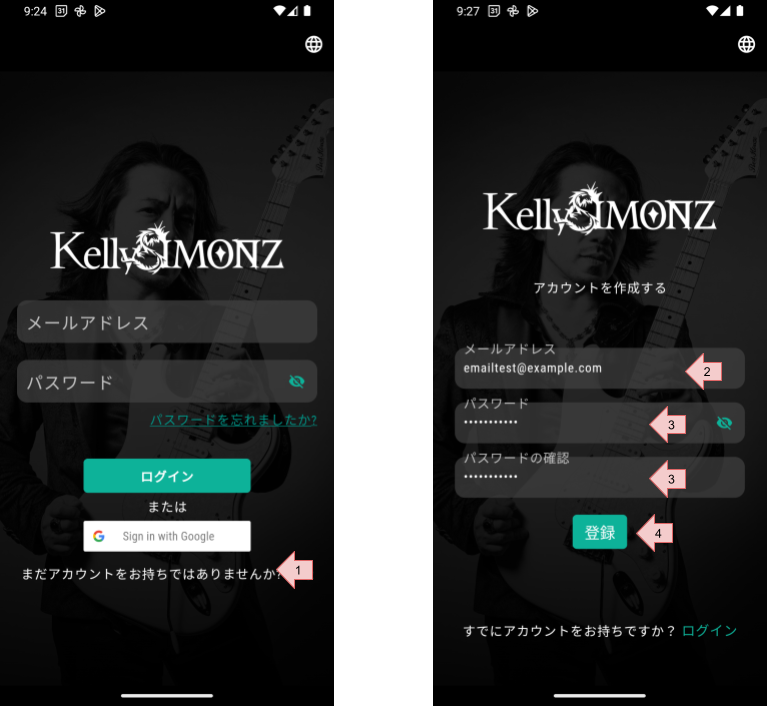 9:24
31
KellySIMONZ
メールアドレス
パスワード
パスワードを忘れましたか?
ログイン
または
Sign in with Google
まだアカウントをお持ちではありませんか?
1
9:27
31
KellySIMONZ
アカウントを作成する
メールアドレス
emailtest@example.com
2
パスワード
•••••••••••
3
パスワードの確認
•••••••••••
3
登録
4
すでにアカウントをお持ちですか？ ログイン